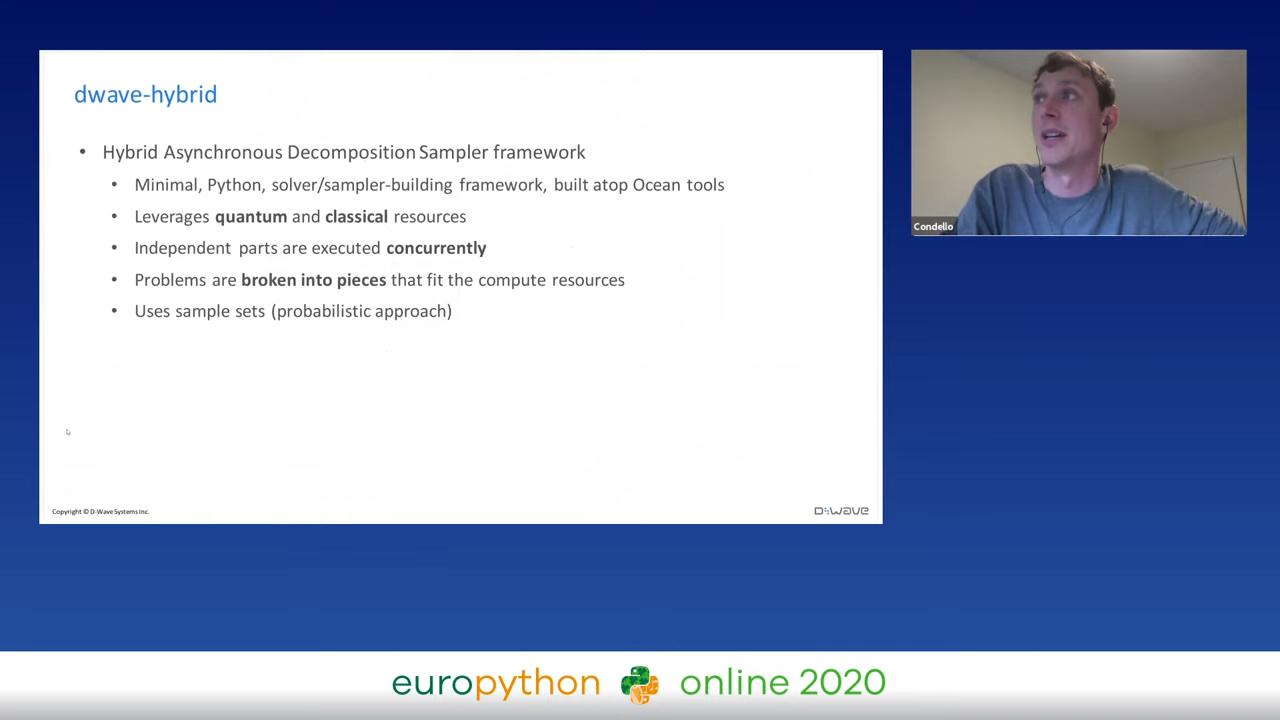 dwave-hybrid
• Hybrid Asynchronous Decomposition Sampler framework
• Minimal, Python, solver/sampler-building framework, built atop Ocean tools
• Leverages quantum and classical resources
• Independent parts are executed concurrently
• Problems are broken into pieces that fit the compute resources
• Uses sample sets (probabilistic approach)
Copyright © D-Wave Systems Inc.
D:wave
Condello
europython online 2020